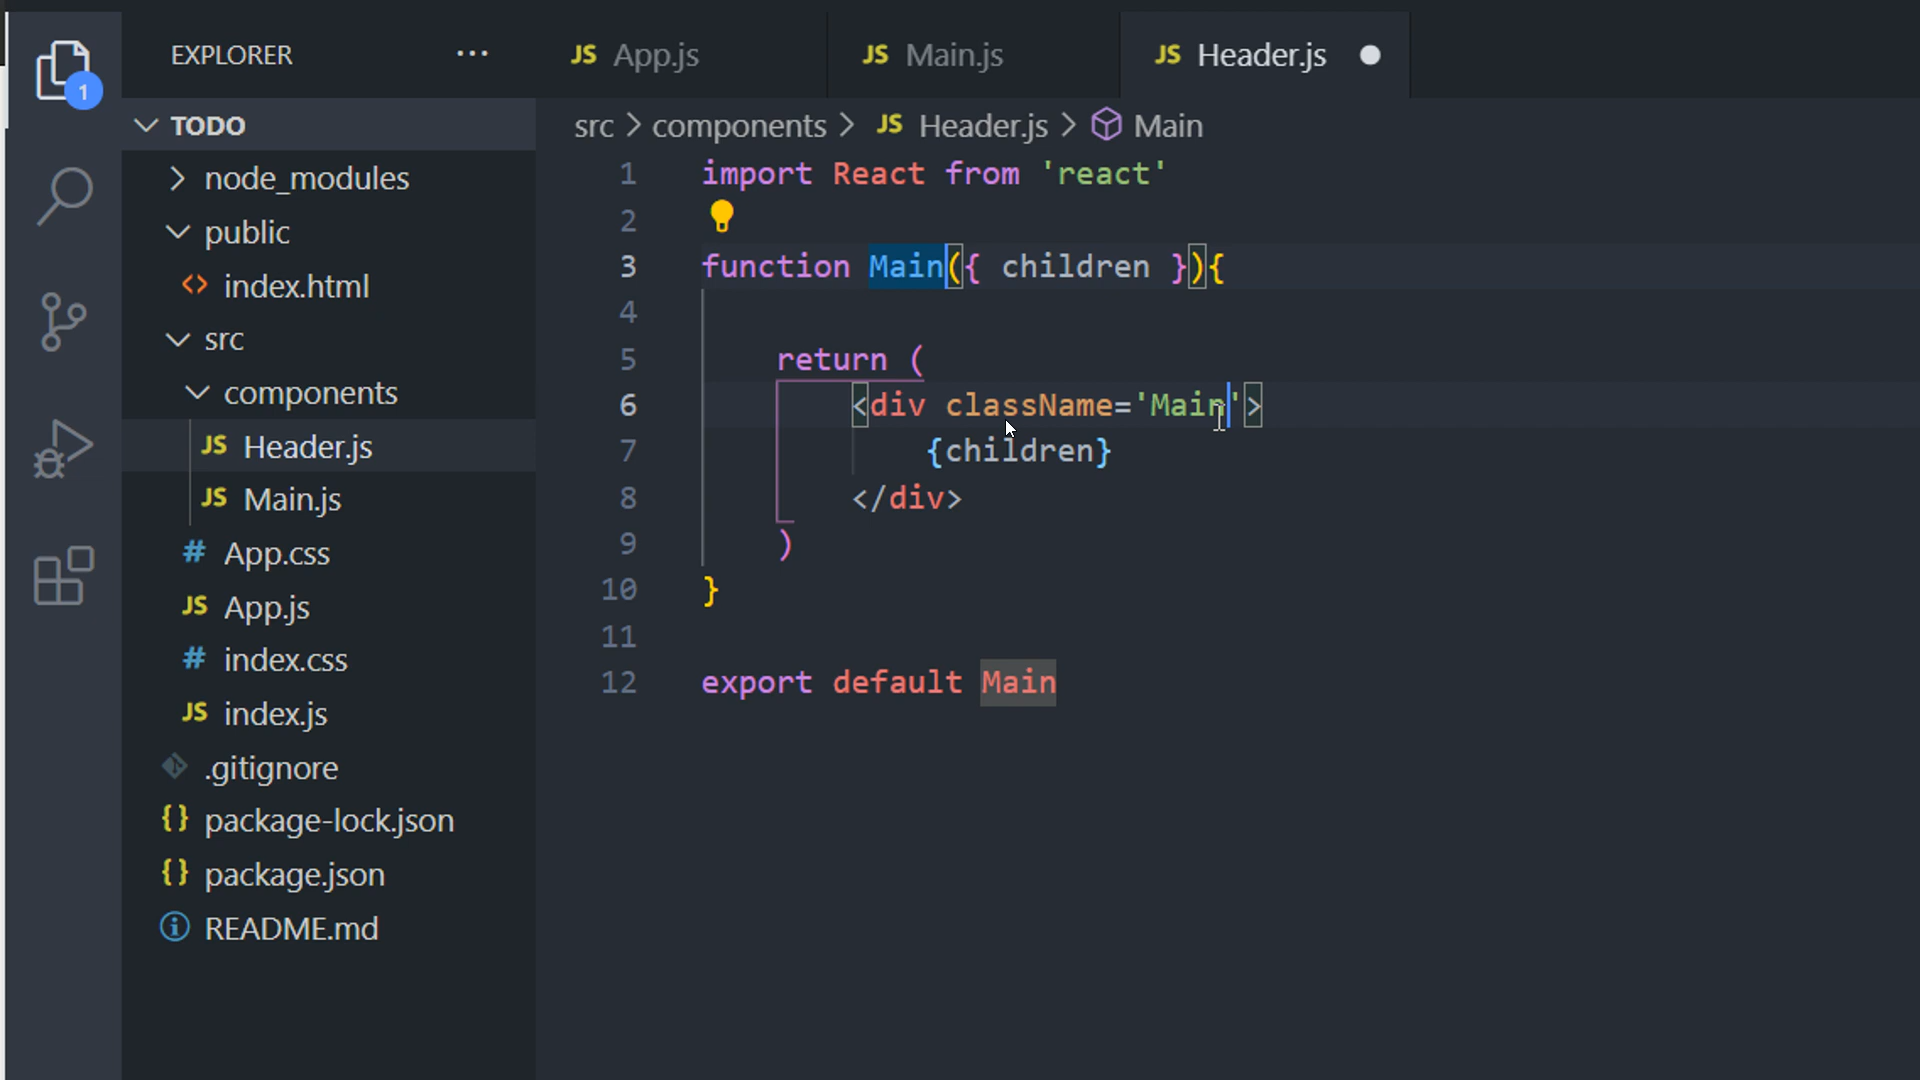 EXPLORER ···
1
TODO
node_modules
public
<> index.html
src
components
JS Header.js
JS Main.js
# App.css
JS App.js
# index.css
JS index.js
.gitignore
{} package-lock.json
{} package.json
README.md
JS App.js
JS Main.js
JS Header.js
src > components > JS Header.js > Main
1 import React from 'react'
2
3 function Main({ children }){
4
5 return (
6 <div className='Main'>
7 {children}
8 </div>
9 )
10 }
11
12 export default Main